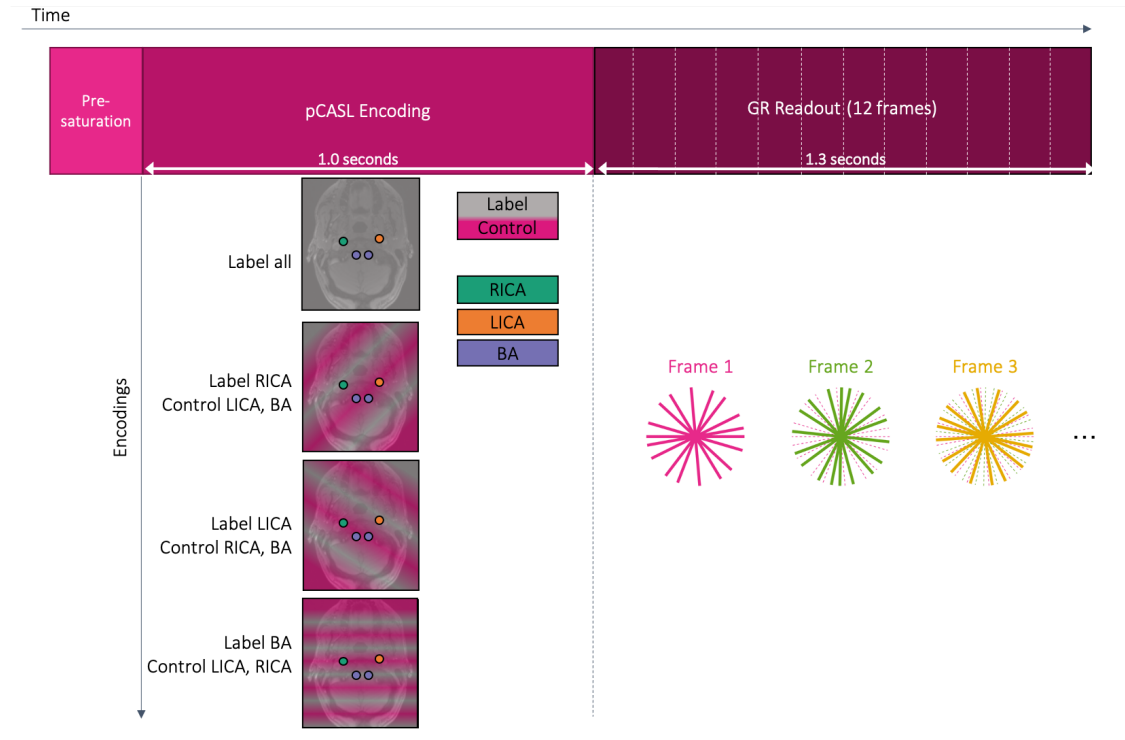 Time
Pre-
saturation
pCASL Encoding
GR Readout (12 frames)
1.0 seconds
1.3 seconds
Label
Control
Label all
RICA
LICA
BA
Encodings
Label RICA
Control LICA, BA
Frame 1
Frame 2
Frame 3
...
Label LICA
Control RICA, BA
Label BA
Control LICA, RICA